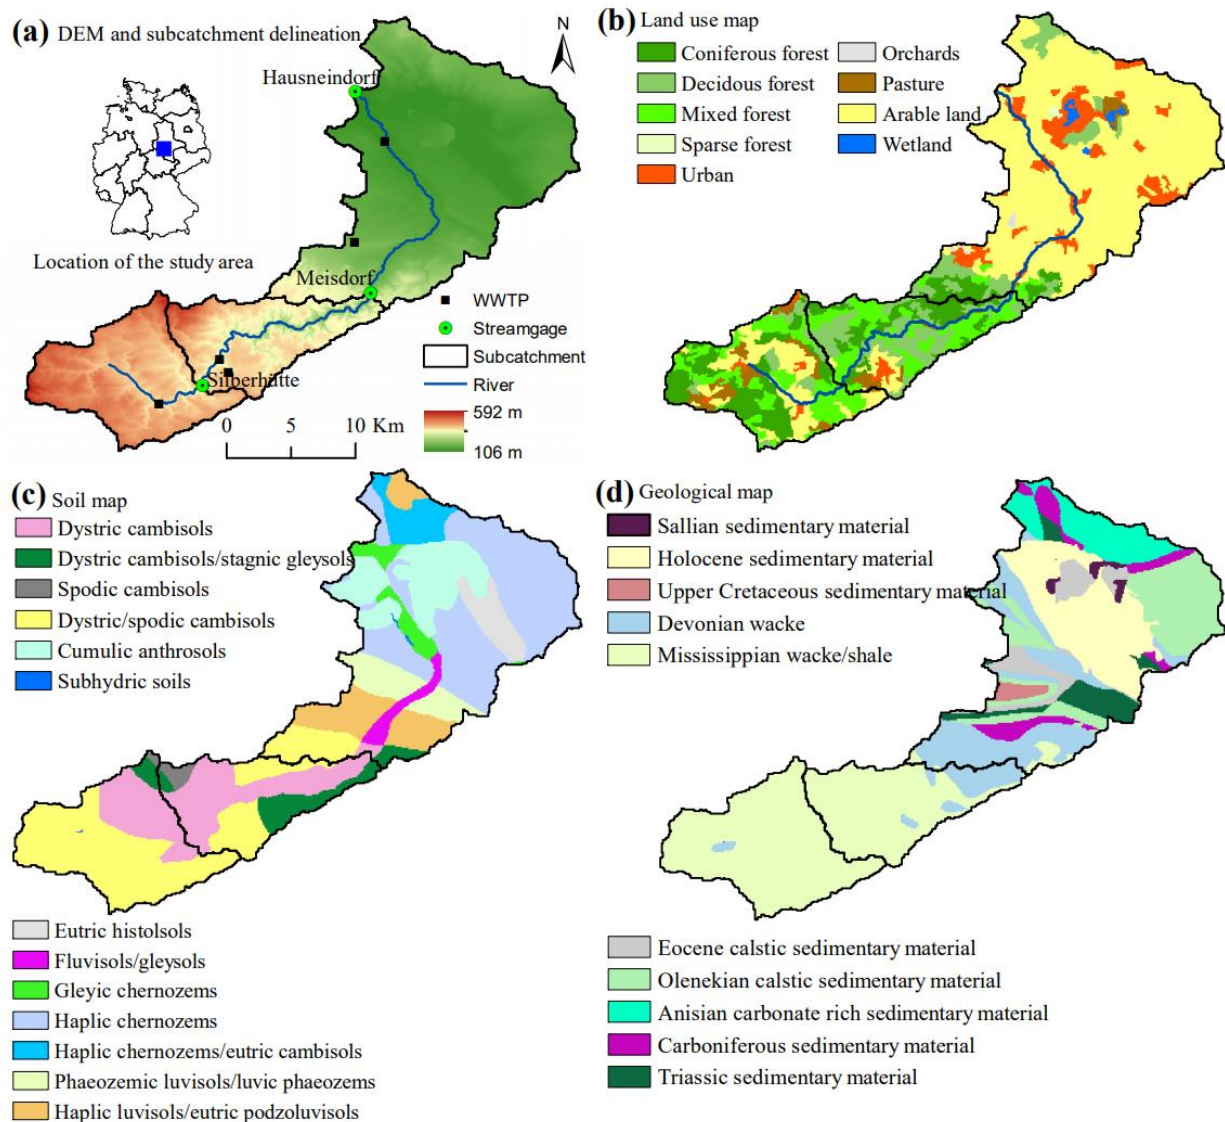 (a) DEM and subcatchment delineation
N
Hausneindorf
Location of the study area
Meisdorf
Silberhütte
WWTP
Streamgage
Subcatchment
River
592 m
106 m
0 5 10 Km
(b) Land use map
Coniferous forest
Decidous forest
Mixed forest
Sparse forest
Urban
Orchards
Pasture
Arable land
Wetland
(c) Soil map
Dystric cambisols
Dystric cambisols/stagnic gleysols
Spodic cambisols
Dystric/spodic cambisols
Cumulic anthrosols
Subhydric soils
Eutric histolsols
Fluvisols/gleysols
Gleyic chernozems
Haplic chernozems
Haplic chernozems/eutric cambisols
Phaeozemic luvisols/luvic phaeozems
Haplic luvisols/eutric podzoluvisols
(d) Geological map
Sallian sedimentary material
Holocene sedimentary material
Upper Cretaceous sedimentary material
Devonian wacke
Mississippian wacke/shale
Eocene calstic sedimentary material
Olenekian calstic sedimentary material
Anisian carbonate rich sedimentary material
Carboniferous sedimentary material
Triassic sedimentary material